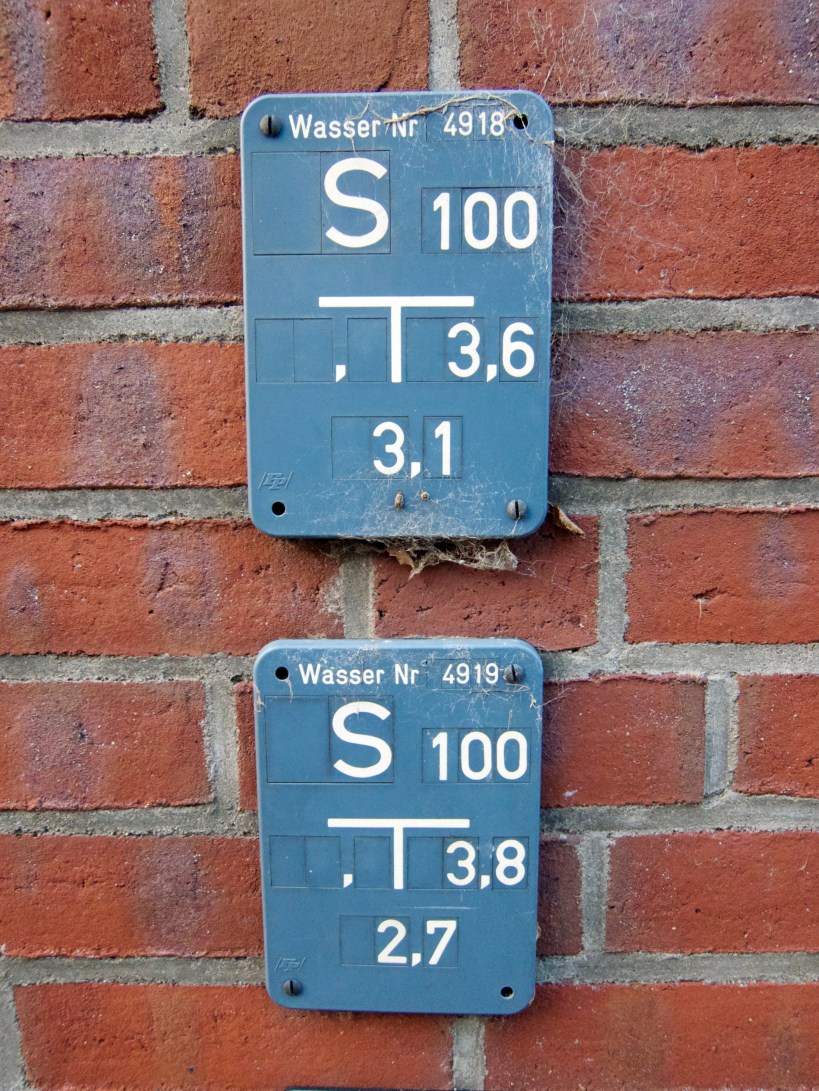 Wasser Nr 4918
S 100
, T 3,6
3,1
Wasser Nr 4919
S 100
, T 3,8
2,7